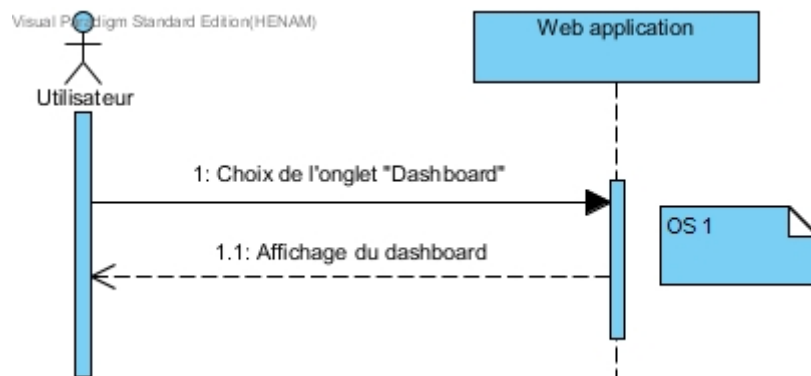 Visual Paradigm Standard Edition(HENAM)
Web application
Utilisateur
1: Choix de l'onglet "Dashboard"
OS 1
1.1: Affichage du dashboard